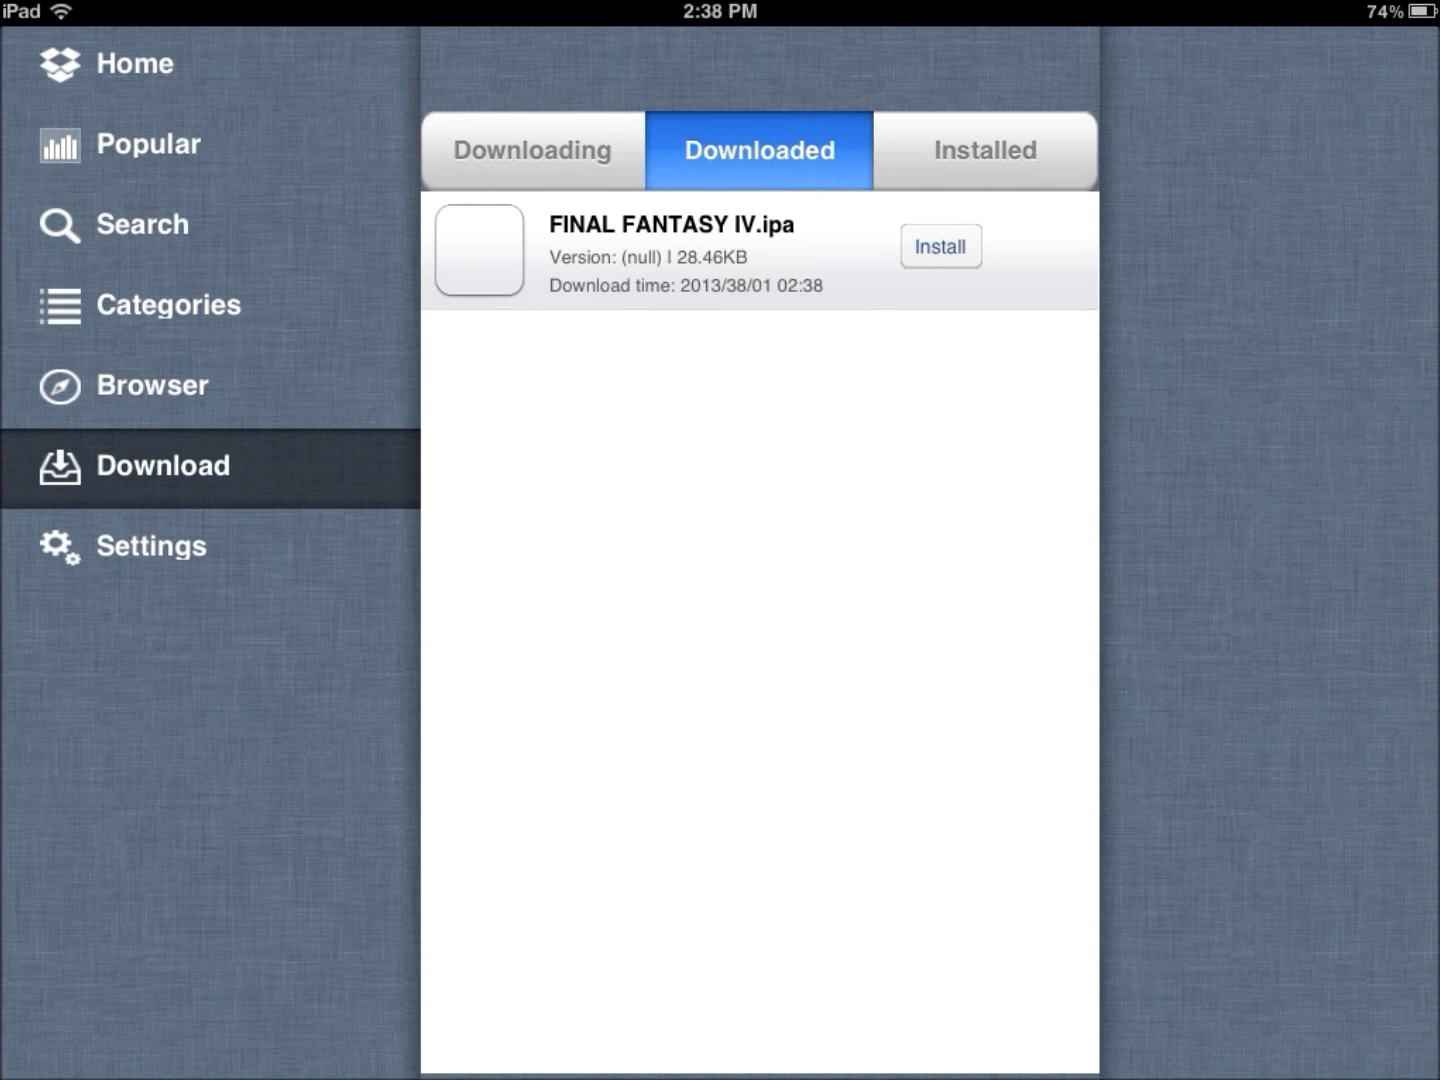 iPad
2:38 PM
74%
Home
Popular
Search
Categories
Browser
Download
Settings
Downloading
Downloaded
Installed
FINAL FANTASY IV.ipa
Version: (null) | 28.46KB
Download time: 2013/38/01 02:38
Install